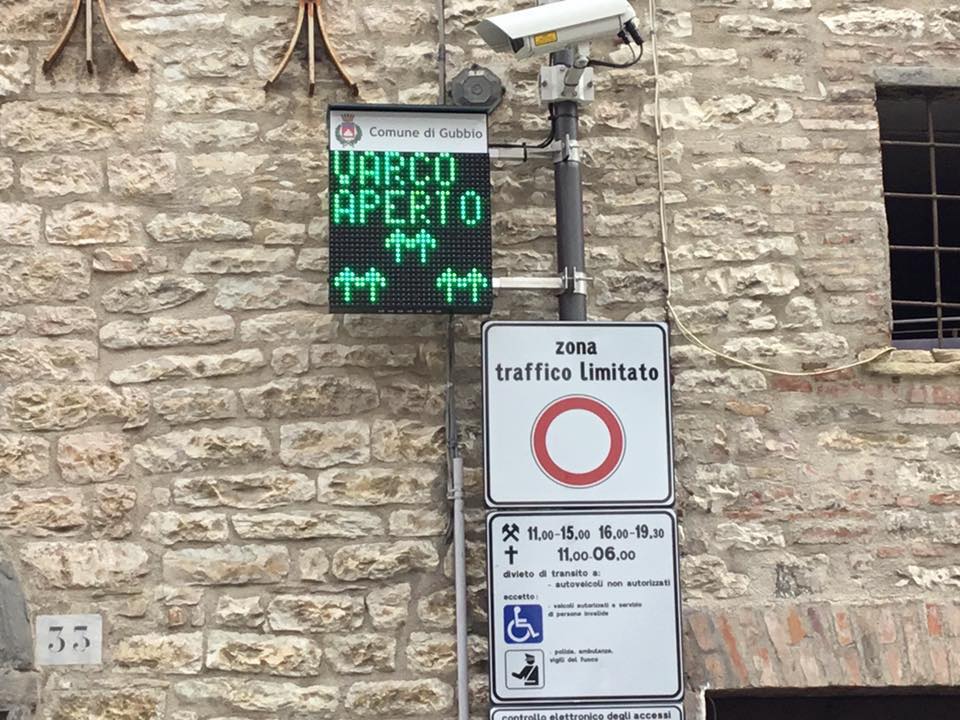 Comune di Gubbio
VARCO
APERTO
zona
traffico limitato
11,00-15,00 16,00-19,30
11,00-06,00
divieto di transito a:
- autoveicoli non autorizzati
eccetto:
- veicoli autorizzati a servizio
di persone invalide
- polizia, ambulanze,
vigili del fuoco
33
controllo elettronico degli accessi